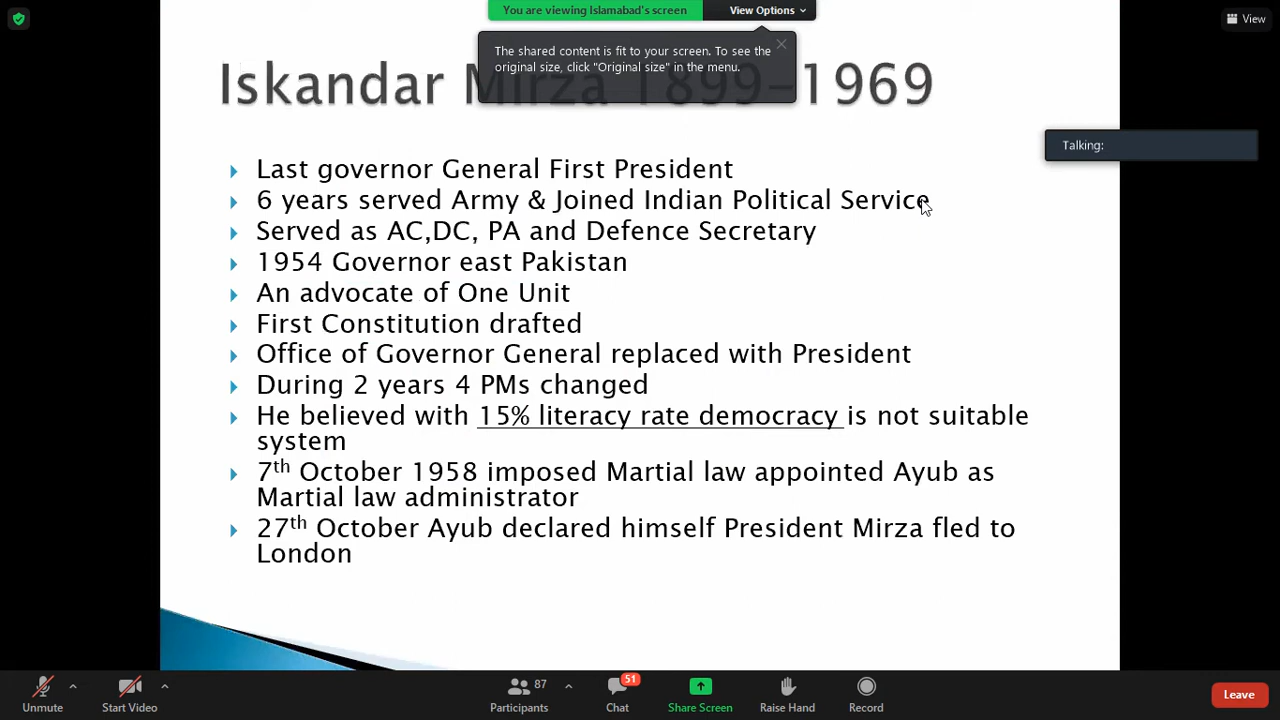 You are viewing Islamabad's screen
View Options
View
The shared content is fit to your screen. To see the
original size, click "Original size" in the menu.
Iskandar Mirza 1899-1969
Talking:
Last governor General First President
6 years served Army & Joined Indian Political Service
Served as AC,DC, PA and Defence Secretary
1954 Governor east Pakistan
An advocate of One Unit
First Constitution drafted
Office of Governor General replaced with President
During 2 years 4 PMs changed
He believed with 15% literacy rate democracy is not suitable
system
7th October 1958 imposed Martial law appointed Ayub as
Martial law administrator
27th October Ayub declared himself President Mirza fled to
London
Unmute
Start Video
87
Participants
51
Chat
Share Screen
Raise Hand
Record
Leave